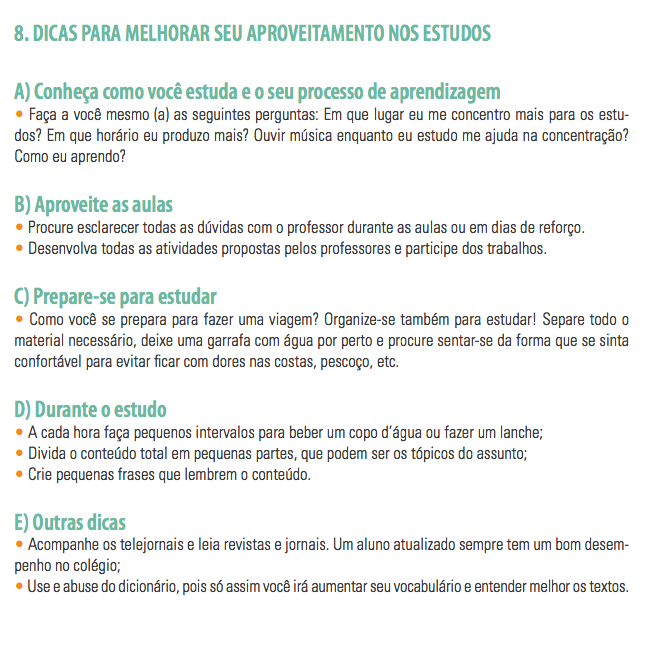 8. DICAS PARA MELHORAR SEU APROVEITAMENTO NOS ESTUDOS
A) Conheça como você estuda e o seu processo de aprendizagem
• Faça a você mesmo (a) as seguintes perguntas: Em que lugar eu me concentro mais para os estu-
dos? Em que horário eu produzo mais? Ouvir música enquanto eu estudo me ajuda na concentração?
Como eu aprendo?
B) Aproveite as aulas
• Procure esclarecer todas as dúvidas com o professor durante as aulas ou em dias de reforço.
• Desenvolva todas as atividades propostas pelos professores e participe dos trabalhos.
C) Prepare-se para estudar
• Como você se prepara para fazer uma viagem? Organize-se também para estudar! Separe todo o
material necessário, deixe uma garrafa com água por perto e procure sentar-se da forma que se sinta
confortável para evitar ficar com dores nas costas, pescoço, etc.
D) Durante o estudo
• A cada hora faça pequenos intervalos para beber um copo d’água ou fazer um lanche;
• Divida o conteúdo total em pequenas partes, que podem ser os tópicos do assunto;
• Crie pequenas frases que lembrem o conteúdo.
E) Outras dicas
• Acompanhe os telejornais e leia revistas e jornais. Um aluno atualizado sempre tem um bom desem-
penho no colégio;
• Use e abuse do dicionário, pois só assim você irá aumentar seu vocabulário e entender melhor os textos.